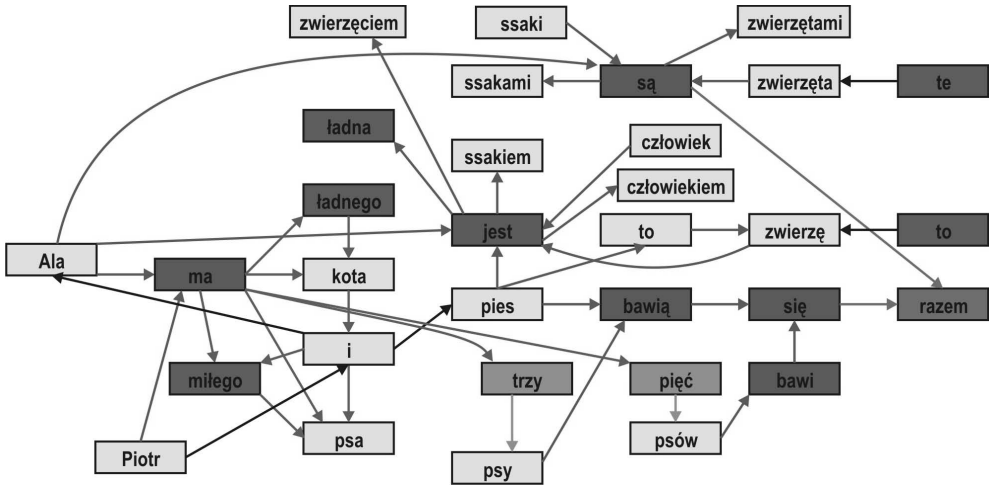 zwierzęciem
ssaki
zwierzętami
ssakami
są
zwierzęta
te
ładna
ssakiem
człowiek
człowiekiem
ładnego
jest
to
zwierzę
to
Ala
ma
kota
pies
bawią
się
razem
i
miłego
trzy
pięć
bawi
Piotr
psa
psy
psów